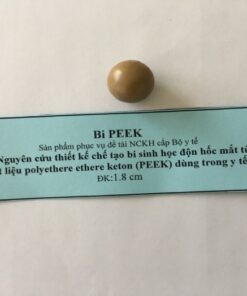 Bi PEEK
Sản phẩm phục vụ đề tài NCKH cấp Bộ y tế
Nguyên cứu thiết kế chế tạo bi sinh học độn hốc mắt từ
liệu polyethere ethere keton (PEEK) dùng trong y tế
ĐK:1.8 cm